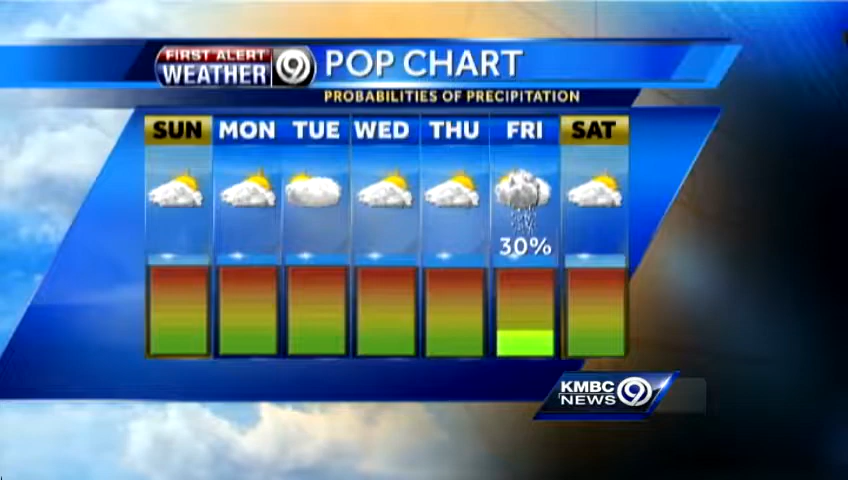 FIRST ALERT
WEATHER 9
POP CHART
PROBABILITIES OF PRECIPITATION
SUN MON TUE WED THU FRI SAT
30%
KMBC 9
NEWS